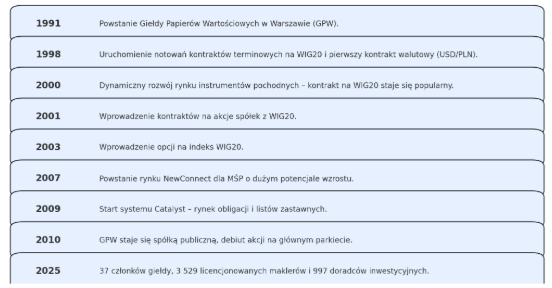 1991 Powstanie Giełdy Papierów Wartościowych w Warszawie (GPW).
1998 Uruchomienie notowań kontraktów terminowych na WIG20 i pierwszy kontrakt walutowy (USD/PLN).
2000 Dynamiczny rozwój rynku instrumentów pochodnych – kontrakt na WIG20 staje się popularny.
2001 Wprowadzenie kontraktów na akcje spółek z WIG20.
2003 Wprowadzenie opcji na indeks WIG20.
2007 Powstanie rynku NewConnect dla MŚP o dużym potencjale wzrostu.
2009 Start systemu Catalyst – rynek obligacji i listów zastawnych.
2010 GPW staje się spółką publiczną, debiut akcji na głównym parkiecie.
2025 37 członków giełdy, 3 529 licencjonowanych maklerów i 997 doradców inwestycyjnych.